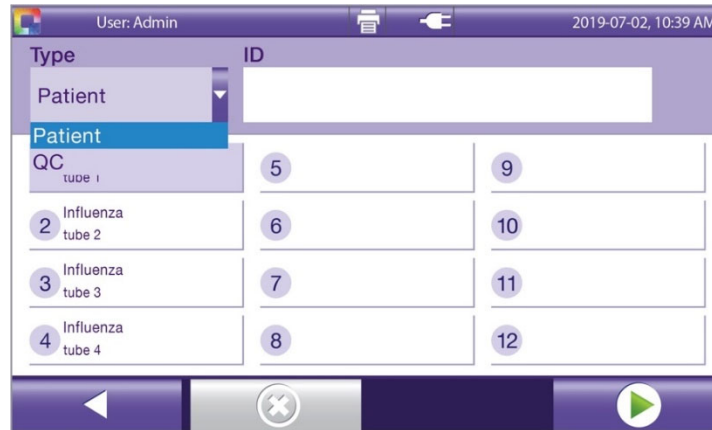 User: Admin
2019-07-02, 10:39 AM
Type
ID
Patient
Patient
QC
tube 1
2
Influenza
tube 2
3
Influenza
tube 3
4
Influenza
tube 4
5
6
7
8
9
10
11
12